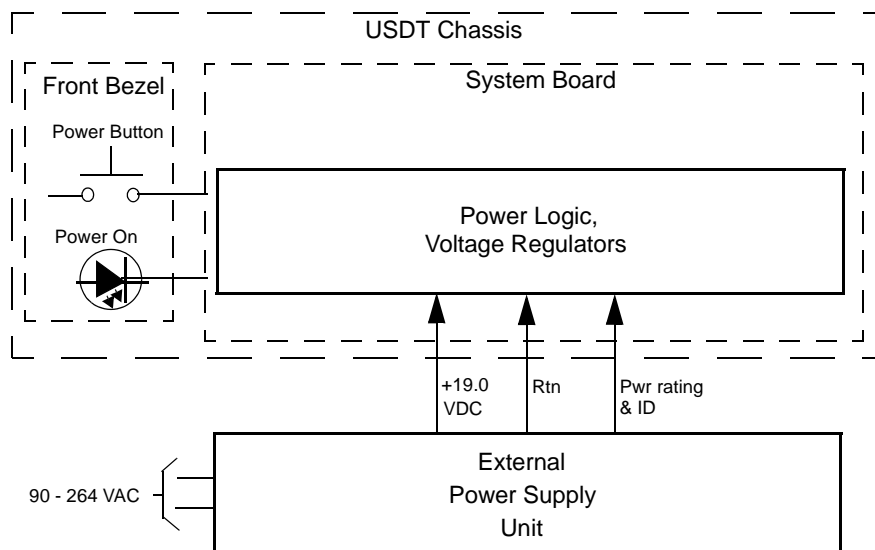 USDT Chassis
Front Bezel
System Board
Power Button
Power Logic,
Voltage Regulators
Power On
+19.0
VDC
Rtn
Pwr rating
& ID
90 - 264 VAC
External
Power Supply
Unit